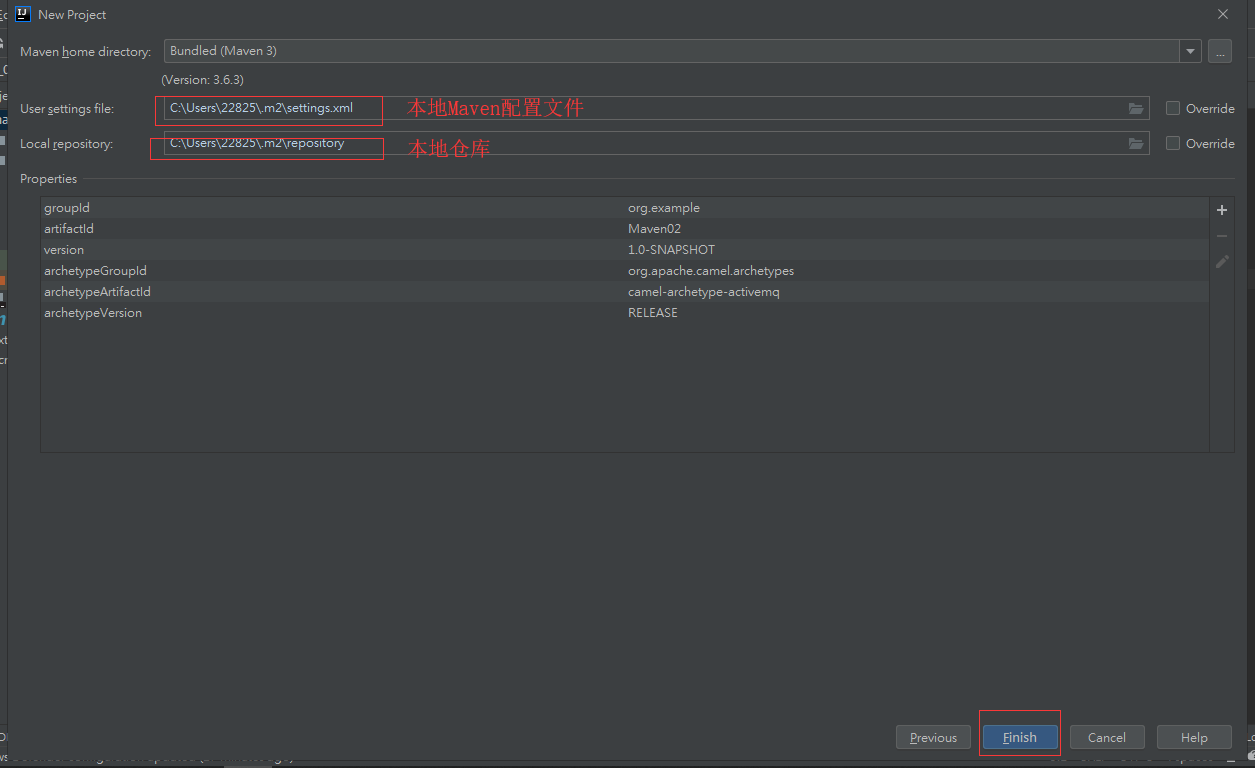 New Project
Maven home directory: Bundled (Maven 3) ...
(Version: 3.6.3)
User settings file: C:\Users\22825\.m2\settings.xml 本地Maven配置文件 Override
Local repository: C:\Users\22825\.m2\repository 本地仓库 Override
Properties
groupId org.example
artifactId Maven02
version 1.0-SNAPSHOT
archetypeGroupId org.apache.camel.archetypes
archetypeArtifactId camel-archetype-activemq
archetypeVersion RELEASE
Previous Finish Cancel Help